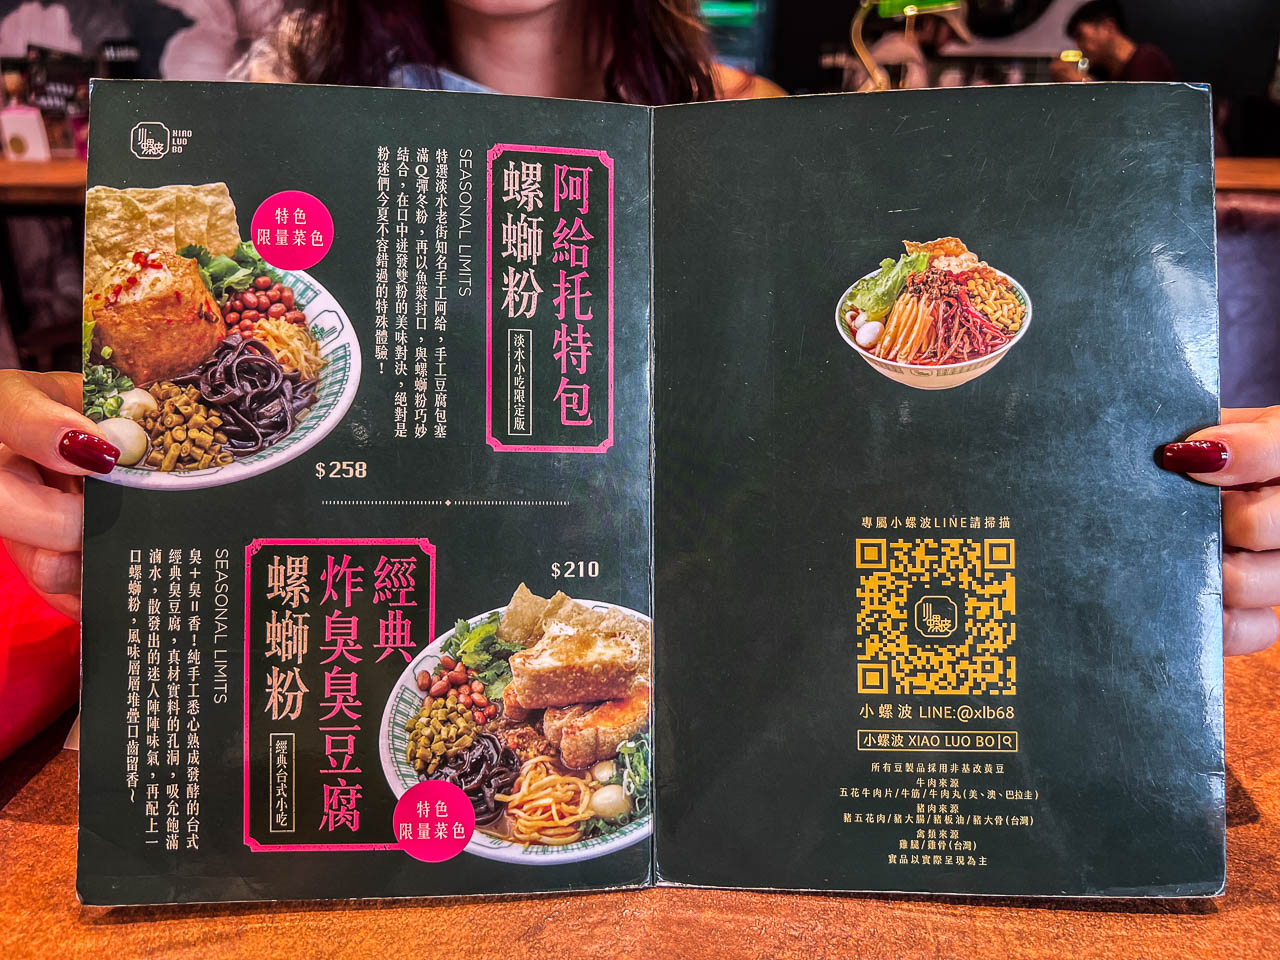 XIAO
LUO
BO
小螺波
特色
限量菜色
阿給托特包
螺螄粉
淡水小吃限定版
SEASONAL LIMITS
特選淡水老街知名手工阿給，手工豆腐包塞
滿Q彈冬粉，再以魚漿封口，與螺螄粉巧妙
結合，在口中迸發雙粉的美味對決，絕對是
粉迷們今夏不容錯過的特殊體驗！
$258
經典
炸臭臭豆腐
螺螄粉
經典台式小吃
SEASONAL LIMITS
臭＋臭＝香！純手工悉心熟成發酵的台式
經典臭豆腐，真材實料的孔洞，吸允飽滿
滷水，散發出的迷人陣陣味氣，再配上一
口螺螄粉，風味層層堆疊口齒留香～
$210
特色
限量菜色
專屬小螺波LINE請掃描
小螺波
小螺波 LINE:@xlb68
小螺波 XIAO LUO BO
所有豆製品採用非基改黃豆
牛肉來源
五花牛肉片/牛筋/牛肉丸(美、澳、巴拉圭)
豬肉來源
豬五花肉/豬大腸/豬板油/豬大骨(台灣)
禽類來源
雞腿/雞骨(台灣)
實品以實際呈現為主